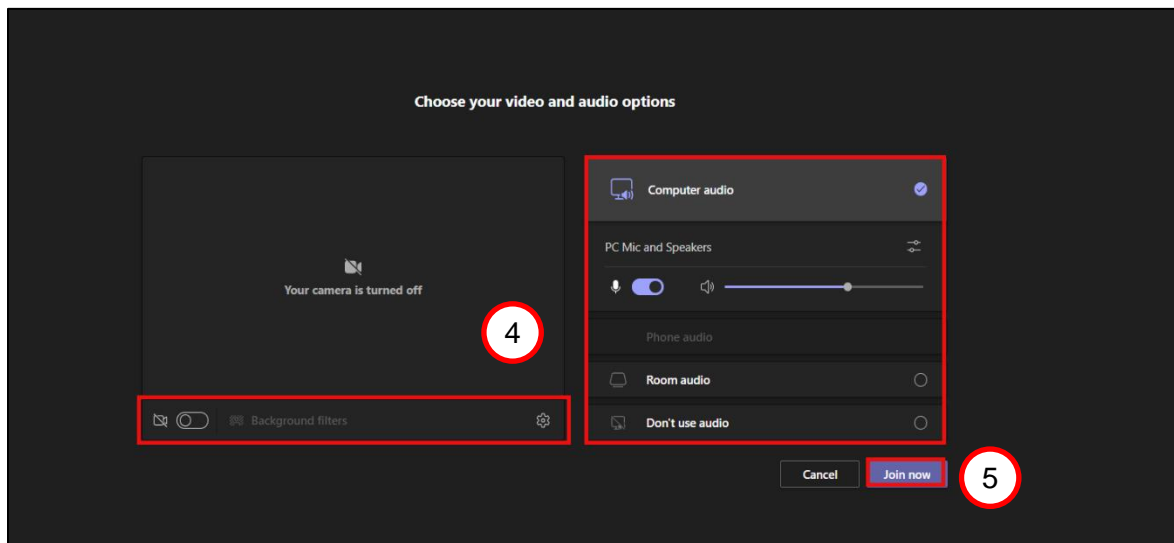 Choose your video and audio options
Your camera is turned off
4
Background filters
Computer audio
PC Mic and Speakers
Phone audio
Room audio
Don't use audio
Cancel
Join now
5